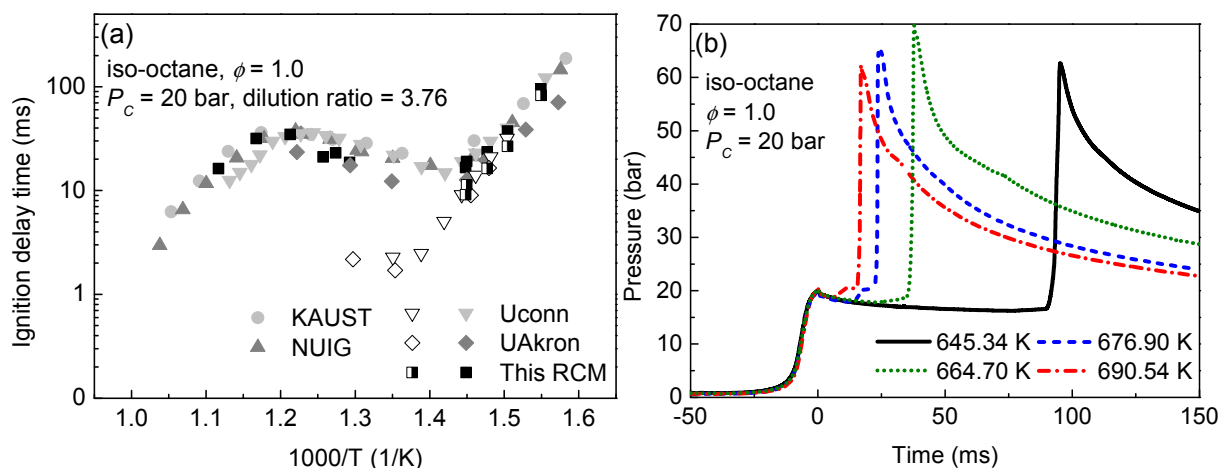 (a)
iso-octane, ϕ = 1.0
P_C = 20 bar, dilution ratio = 3.76
Ignition delay time (ms)
100
10
1
0
KAUST
NUIG
Uconn
UAkron
This RCM
1.0 1.1 1.2 1.3 1.4 1.5 1.6
1000/T (1/K)
(b)
iso-octane
ϕ = 1.0
P_C = 20 bar
Pressure (bar)
70
60
50
40
30
20
10
0
645.34 K
676.90 K
664.70 K
690.54 K
-50 0 50 100 150
Time (ms)